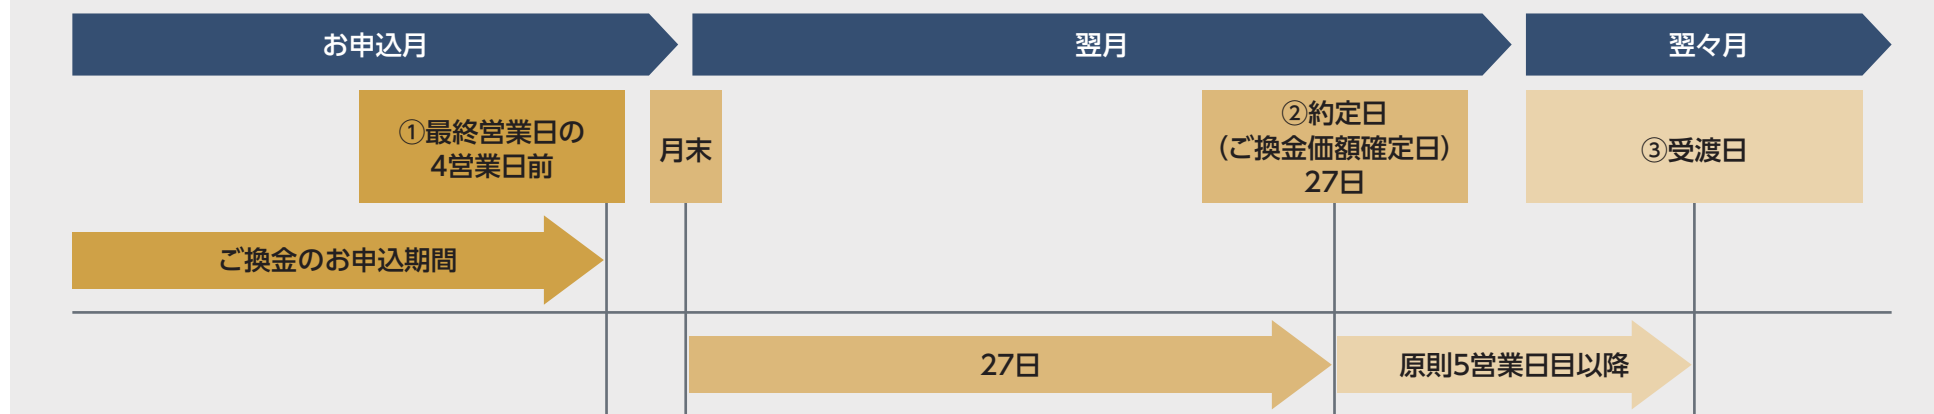 お申込月
翌月
翌々月
①最終営業日の
4営業日前
月末
②約定日
（ご換金価額確定日）
27日
③受渡日
ご換金のお申込期間
27日
原則5営業日目以降